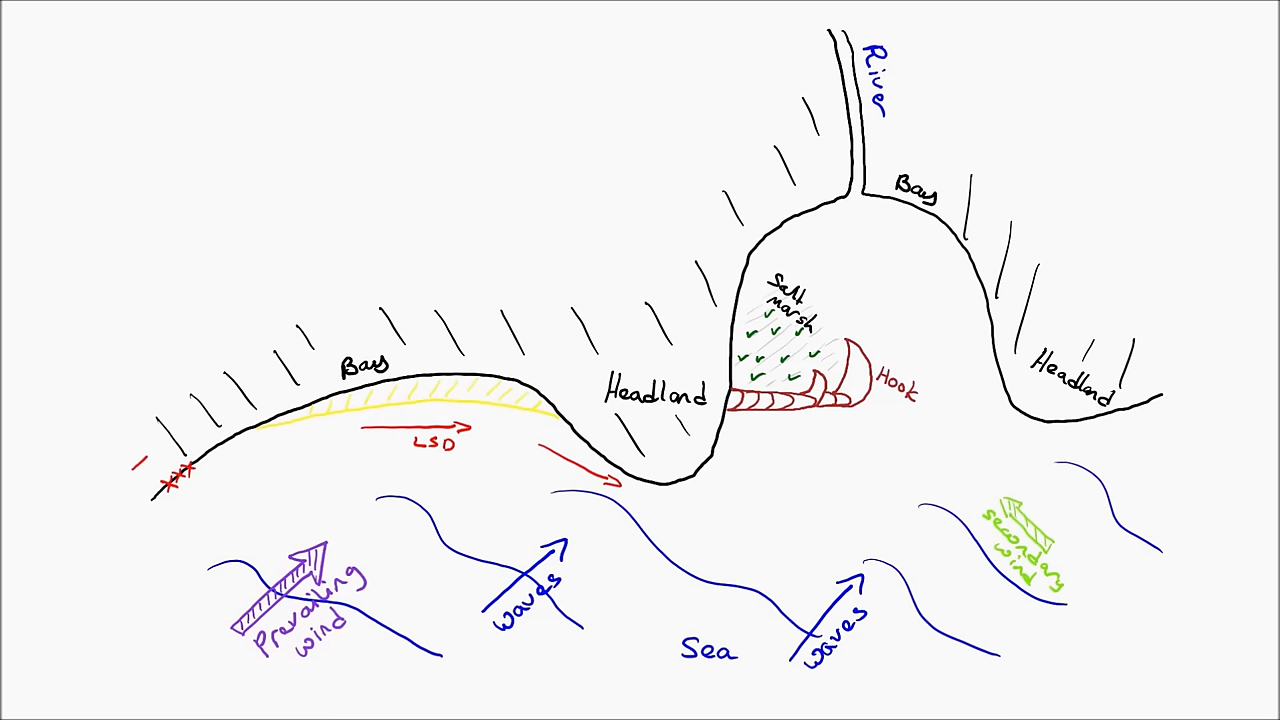 River
Bay
Salt
marsh
Bay
Headland
Hook
Headland
LSD
Prevailing
wind
waves
Sea
waves
secondary
wind